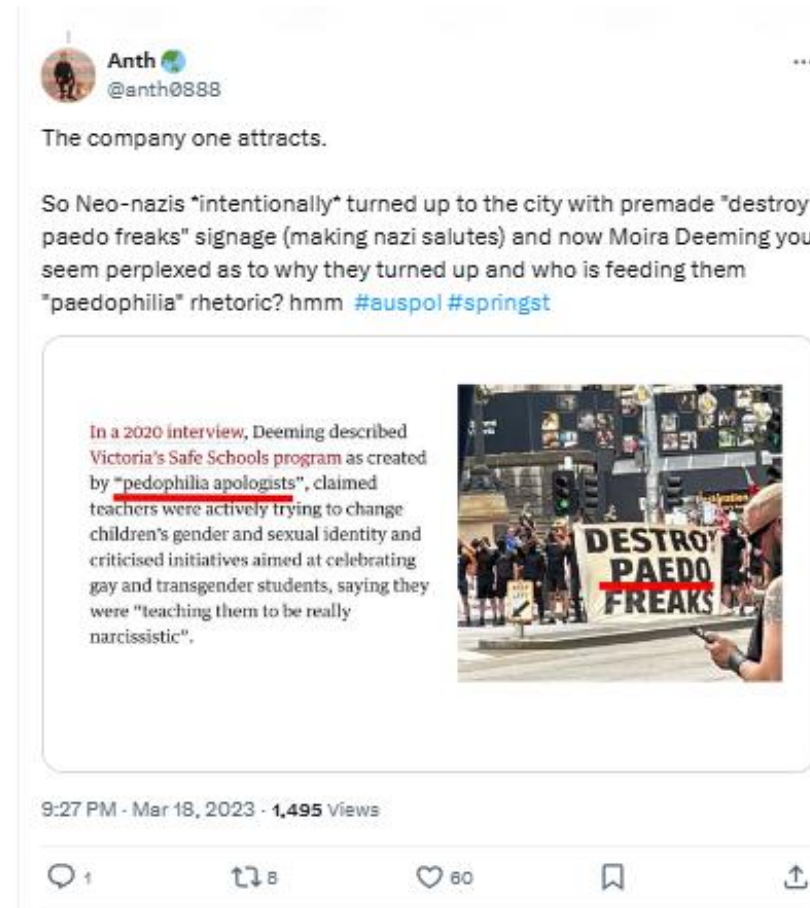 Anth
@anth0888
The company one attracts.
So Neo-nazis *intentionally* turned up to the city with premade "destroy
paedo freaks" signage (making nazi salutes) and now Moira Deeming you
seem perplexed as to why they turned up and who is feeding them
"paedophilia" rhetoric? hmm #auspol #springst
In a 2020 interview, Deeming described
Victoria's Safe Schools program as created
by "pedophilia apologists", claimed
teachers were actively trying to change
children's gender and sexual identity and
criticised initiatives aimed at celebrating
gay and transgender students, saying they
were "teaching them to be really
narcissistic".
DESTROY
PAEDO
FREAKS
KEEP
LEFT
9:27 PM · Mar 18, 2023 · 1,495 Views
1
8
60